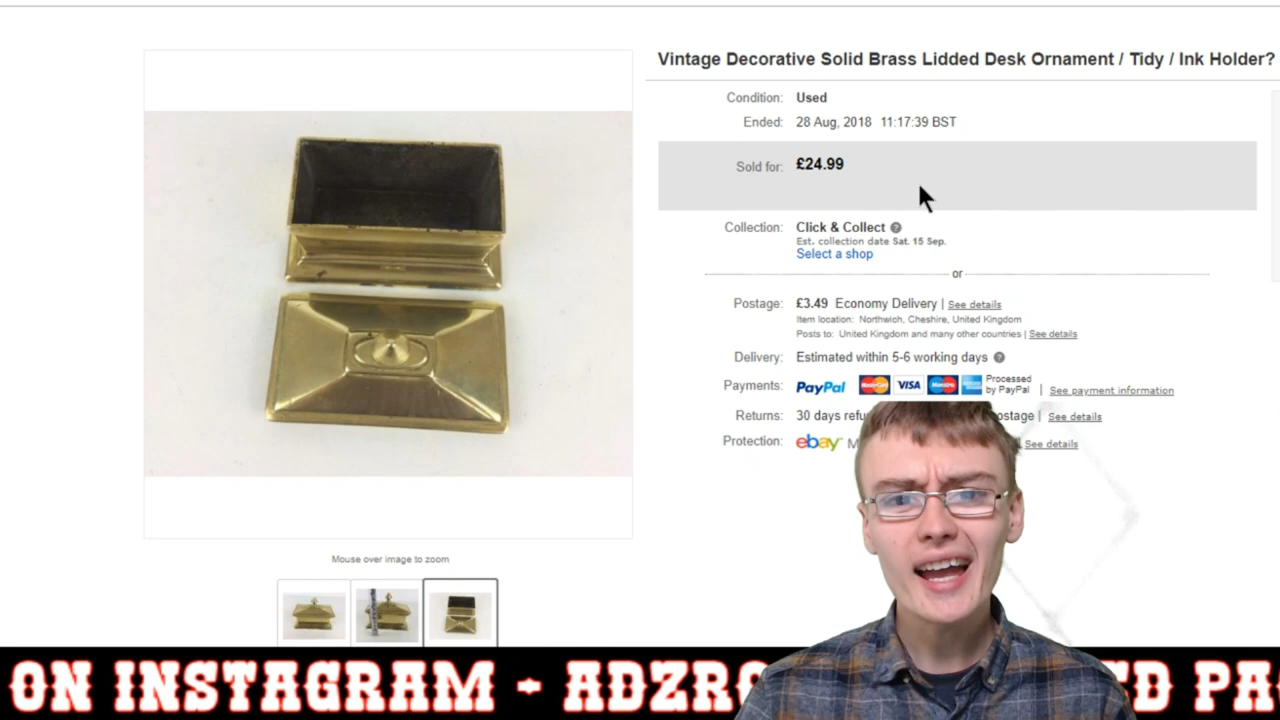 Vintage Decorative Solid Brass Lidded Desk Ornament / Tidy / Ink Holder?
Condition: Used
Ended: 28 Aug, 2018 11:17:39 BST
Sold for: £24.99
Collection: Click & Collect
Est. collection date Sat. 15 Sep.
Select a shop
or
Postage: £3.49 Economy Delivery | See details
Item location: Northwich, Cheshire, United Kingdom
Posts to: United Kingdom and many other countries | See details
Delivery: Estimated within 5-6 working days
Payments: PayPal MasterCard VISA Maestro Processed by PayPal | See payment information
Returns: 30 days refu ostage | See details
Protection: ebay M See details
Mouse over image to zoom
ON INSTAGRAM - ADZRO ED PA